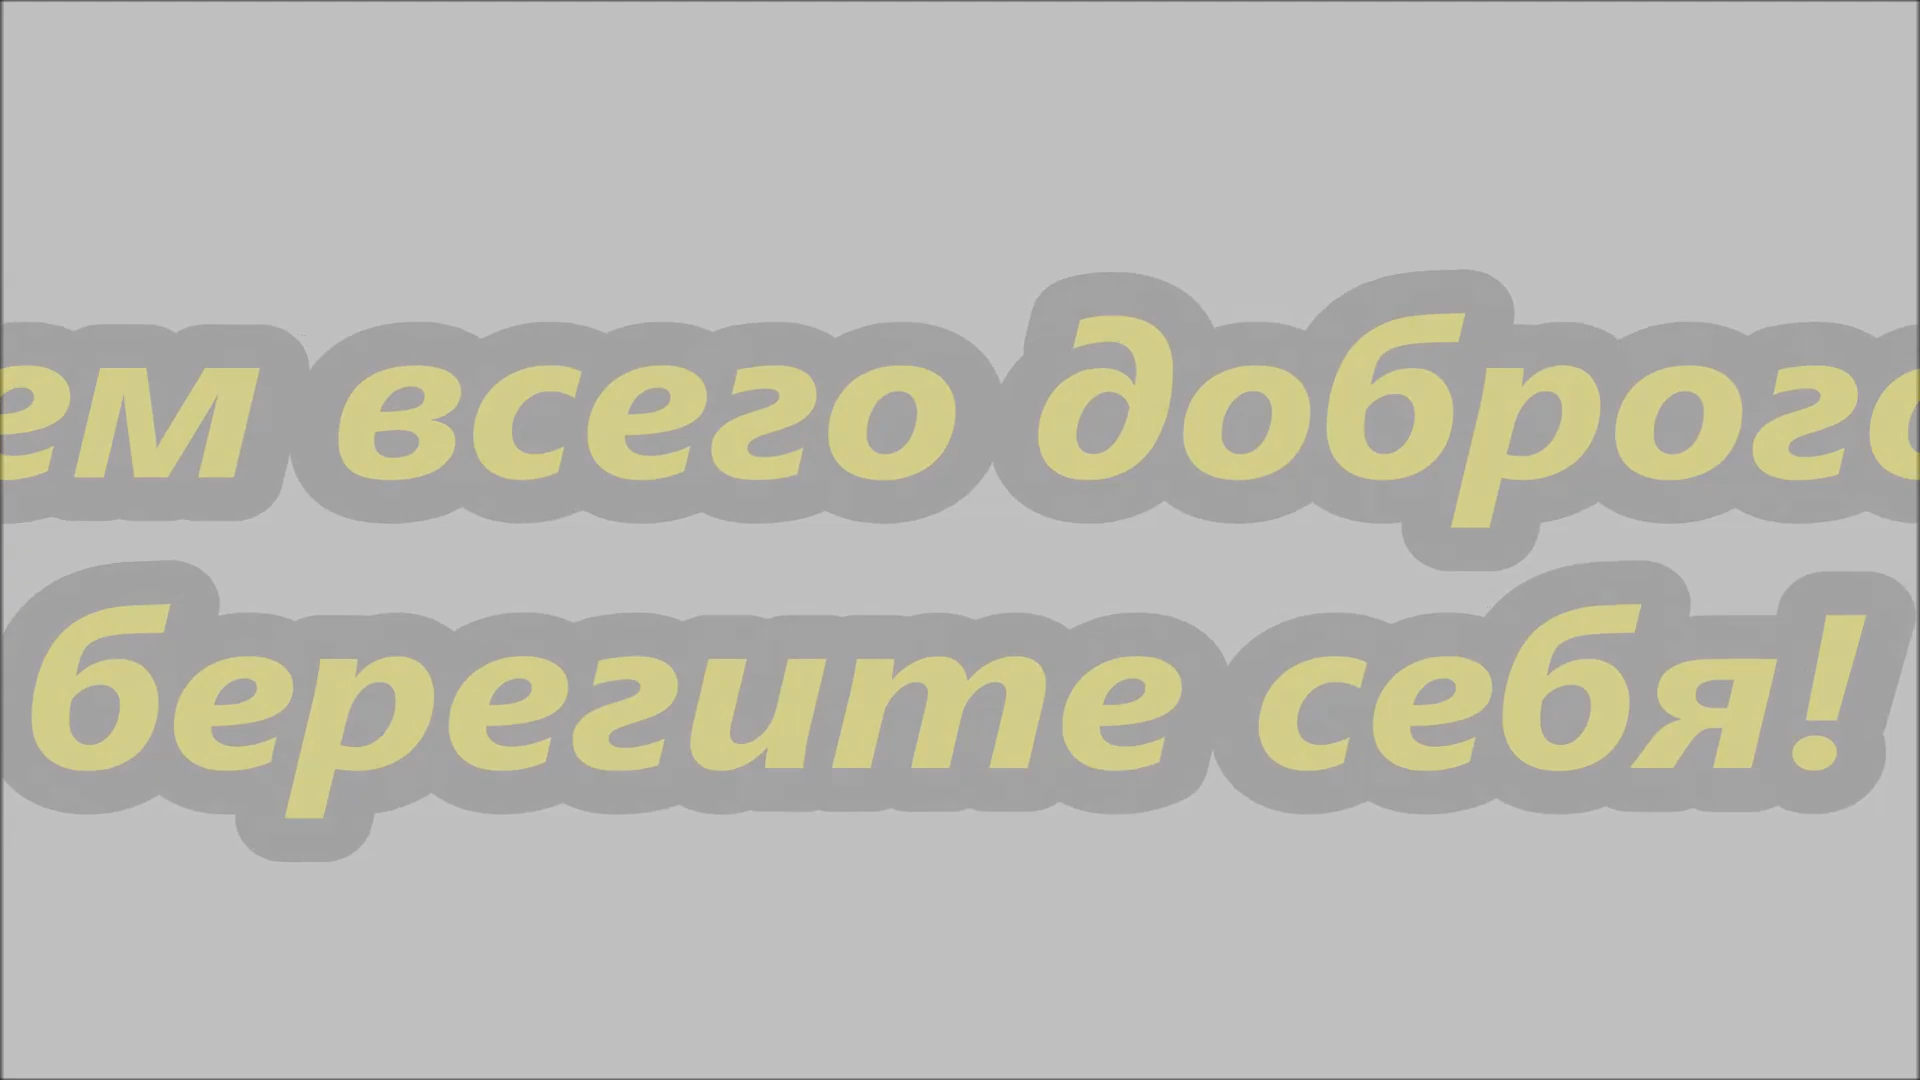 ем всего доброго
берегите себя!